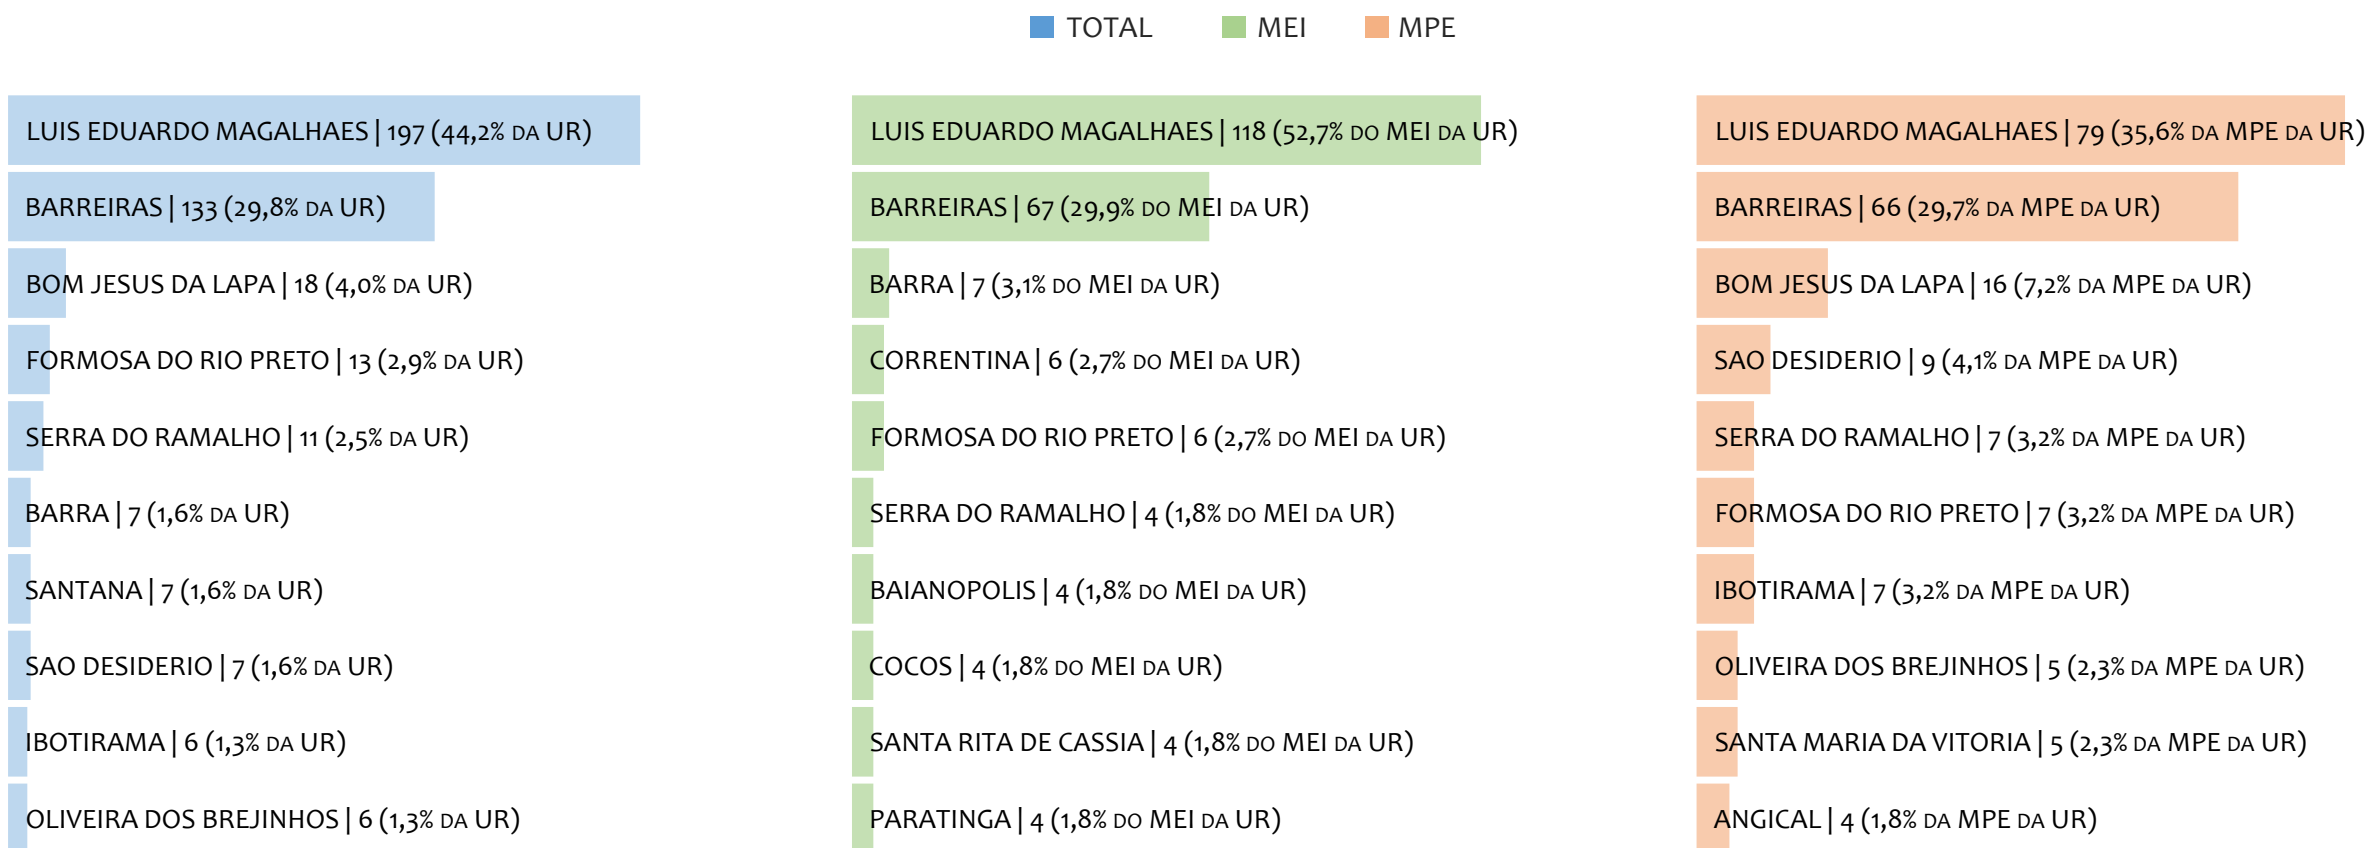 TOTAL MEI MPE
LUIS EDUARDO MAGALHAES | 197 (44,2% DA UR)
BARREIRAS | 133 (29,8% DA UR)
BOM JESUS DA LAPA | 18 (4,0% DA UR)
FORMOSA DO RIO PRETO | 13 (2,9% DA UR)
SERRA DO RAMALHO | 11 (2,5% DA UR)
BARRA | 7 (1,6% DA UR)
SANTANA | 7 (1,6% DA UR)
SAO DESIDERIO | 7 (1,6% DA UR)
IBOTIRAMA | 6 (1,3% DA UR)
OLIVEIRA DOS BREJINHOS | 6 (1,3% DA UR)
LUIS EDUARDO MAGALHAES | 118 (52,7% DO MEI DA UR)
BARREIRAS | 67 (29,9% DO MEI DA UR)
BARRA | 7 (3,1% DO MEI DA UR)
CORRENTINA | 6 (2,7% DO MEI DA UR)
FORMOSA DO RIO PRETO | 6 (2,7% DO MEI DA UR)
SERRA DO RAMALHO | 4 (1,8% DO MEI DA UR)
BAIANOPOLIS | 4 (1,8% DO MEI DA UR)
COCOS | 4 (1,8% DO MEI DA UR)
SANTA RITA DE CASSIA | 4 (1,8% DO MEI DA UR)
PARATINGA | 4 (1,8% DO MEI DA UR)
LUIS EDUARDO MAGALHAES | 79 (35,6% DA MPE DA UR)
BARREIRAS | 66 (29,7% DA MPE DA UR)
BOM JESUS DA LAPA | 16 (7,2% DA MPE DA UR)
SAO DESIDERIO | 9 (4,1% DA MPE DA UR)
SERRA DO RAMALHO | 7 (3,2% DA MPE DA UR)
FORMOSA DO RIO PRETO | 7 (3,2% DA MPE DA UR)
IBOTIRAMA | 7 (3,2% DA MPE DA UR)
OLIVEIRA DOS BREJINHOS | 5 (2,3% DA MPE DA UR)
SANTA MARIA DA VITORIA | 5 (2,3% DA MPE DA UR)
ANGICAL | 4 (1,8% DA MPE DA UR)